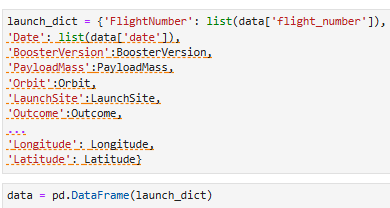 launch_dict = {'FlightNumber': list(data['flight_number']),
'Date': list(data['date']),
'BoosterVersion':BoosterVersion,
'PayloadMass':PayloadMass,
'Orbit':Orbit,
'LaunchSite':LaunchSite,
'Outcome':Outcome,
...
'Longitude': Longitude,
'Latitude': Latitude}
data = pd.DataFrame(launch_dict)